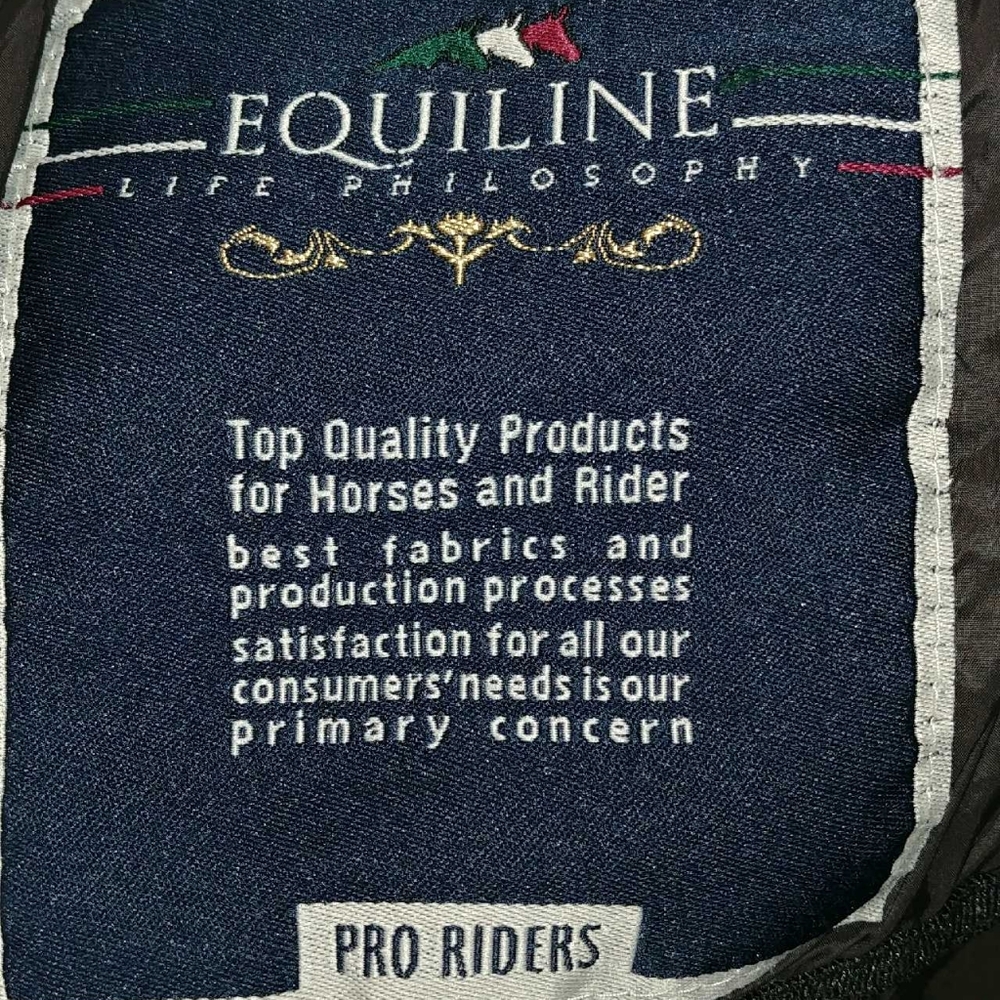 EQUILINE
LIFE PHILOSOPHY
Top Quality Products
for Horses and Rider
best fabrics and
production processes
satisfaction for all our
consumers' needs is our
primary concern
PRO RIDERS